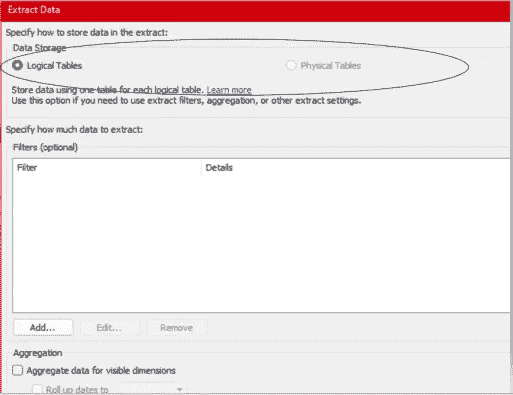 Extract Data
Specify how to store data in the extract:
Data Storage
Logical Tables Physical Tables
Store data using one table for each logical table. Learn more
Use this option if you need to use extract filters, aggregation, or other extract settings.
Specify how much data to extract:
Filters (optional)
Filter Details
Add... Edit... Remove
Aggregation
Aggregate data for visible dimensions
Roll up dates to